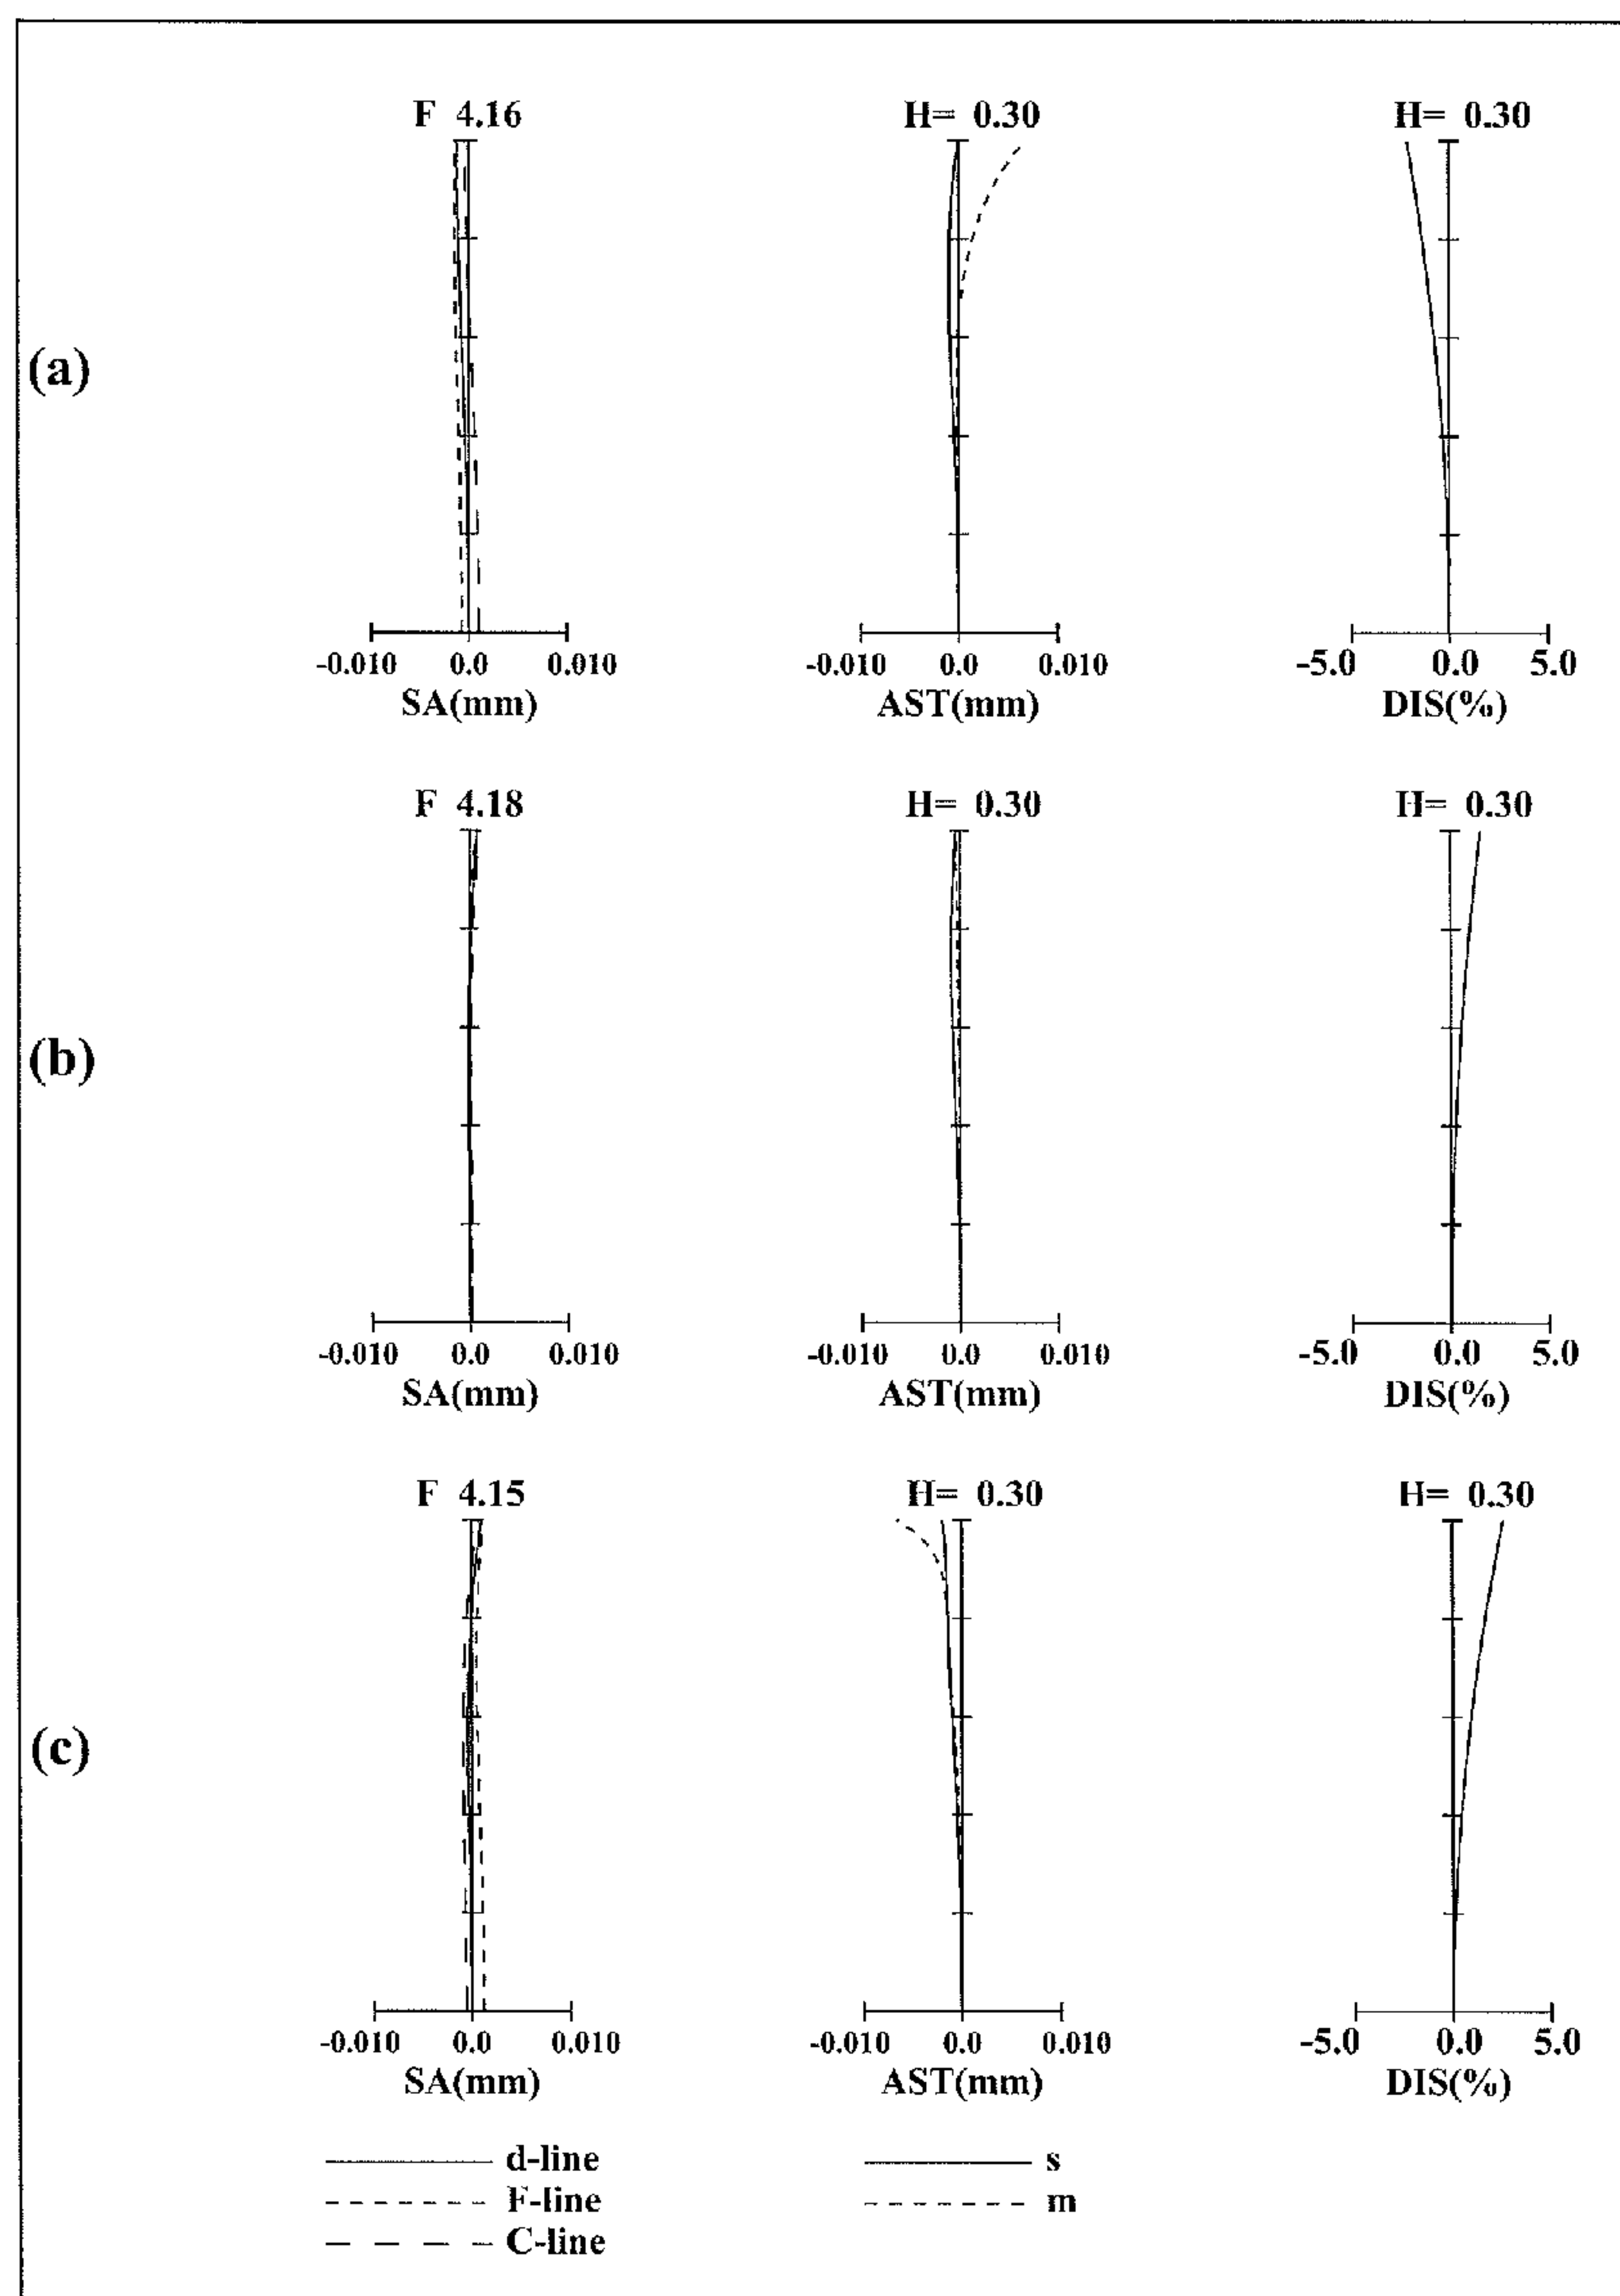 (a)
F 4.16
H= 0.30
H= 0.30
-0.010 0.0 0.010
SA(mm)
-0.010 0.0 0.010
AST(mm)
-5.0 0.0 5.0
DIS(%)
(b)
F 4.18
H= 0.30
H= 0.30
-0.010 0.0 0.010
SA(mm)
-0.010 0.0 0.010
AST(mm)
-5.0 0.0 5.0
DIS(%)
(c)
F 4.15
H= 0.30
H= 0.30
-0.010 0.0 0.010
SA(mm)
-0.010 0.0 0.010
AST(mm)
-5.0 0.0 5.0
DIS(%)
d-line
F-line
C-line
s
m